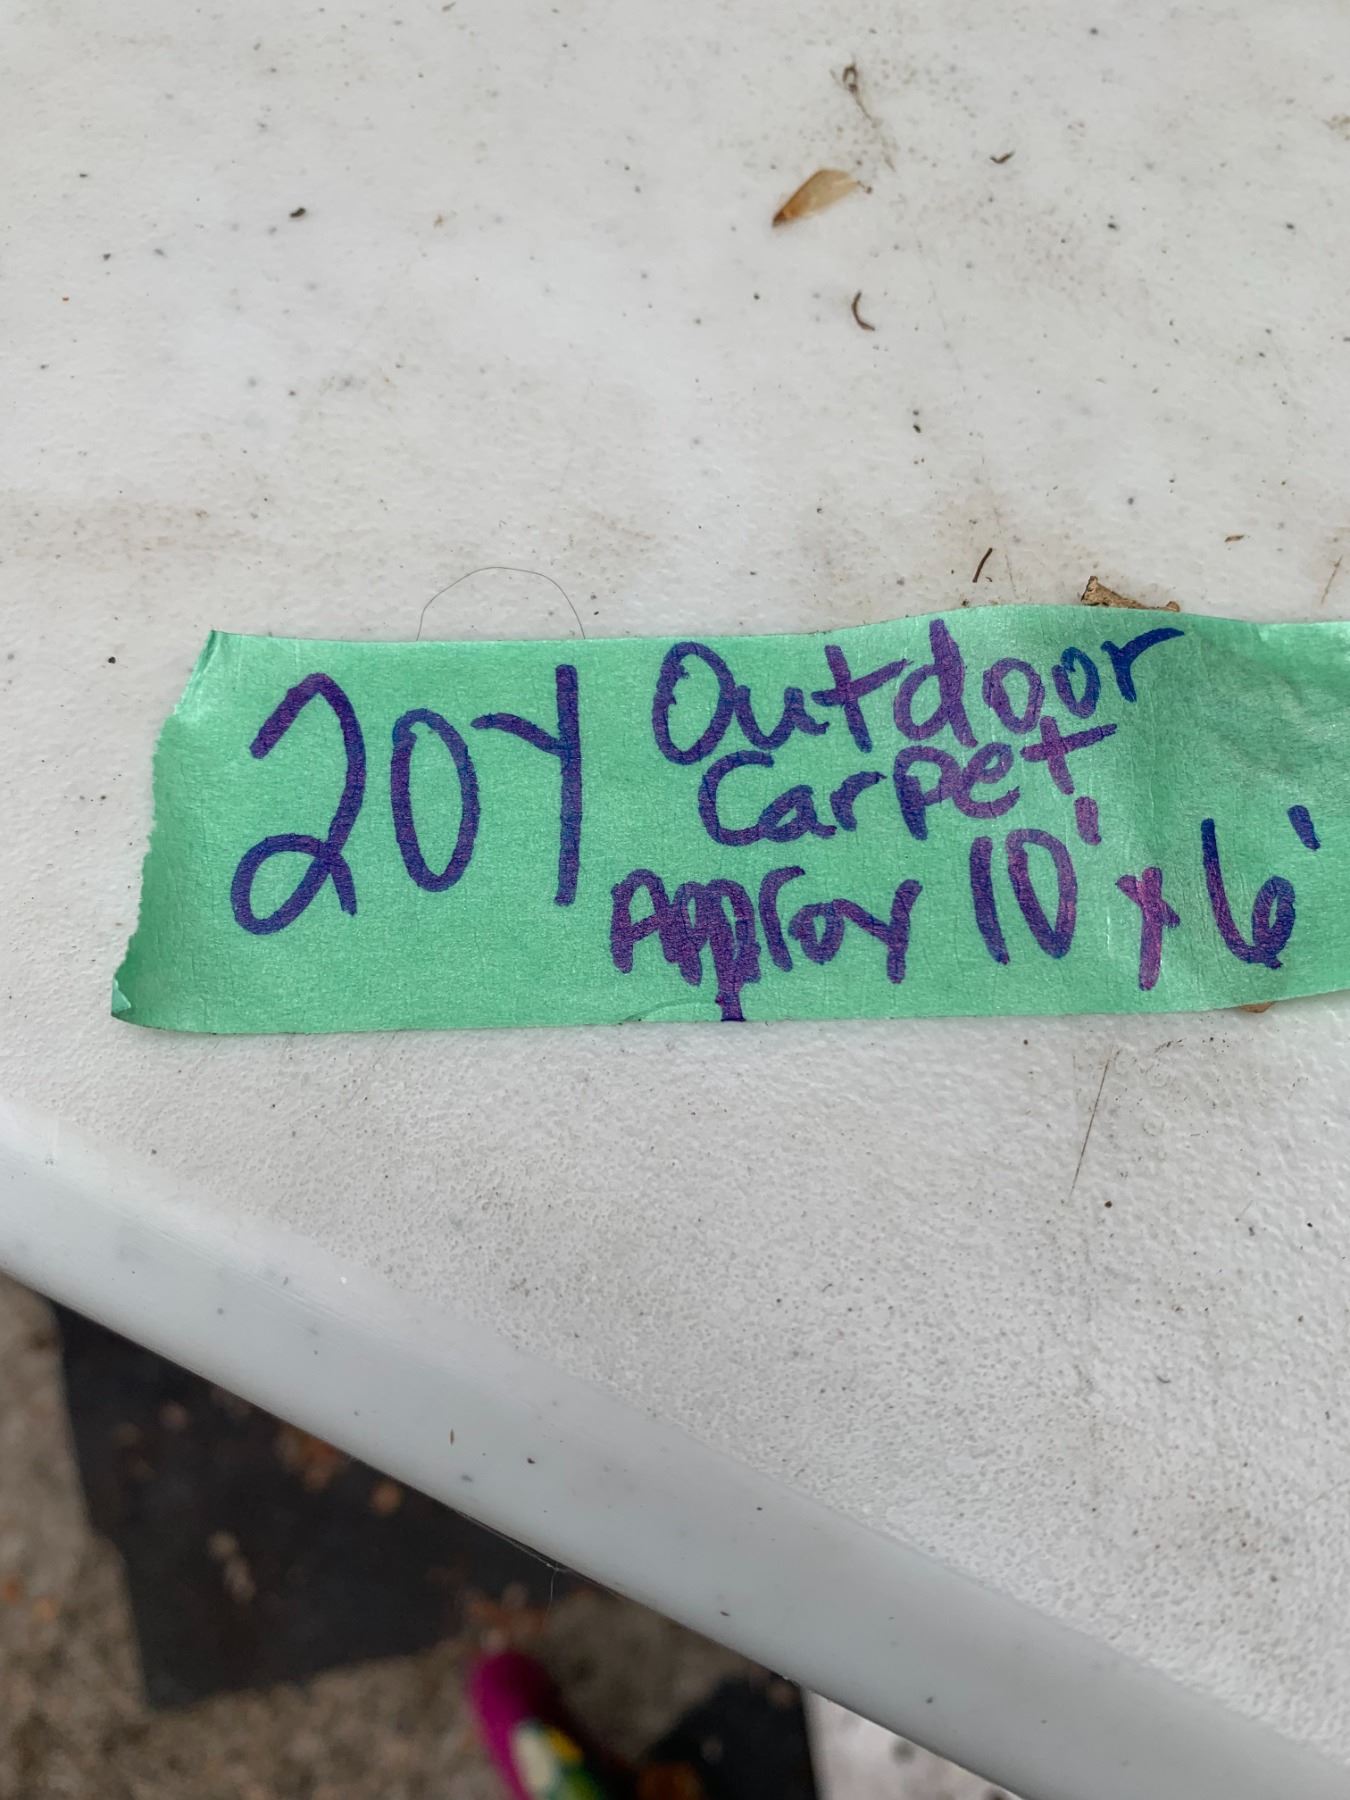 204 Outdoor
Carpet
Approx 10' x 6'